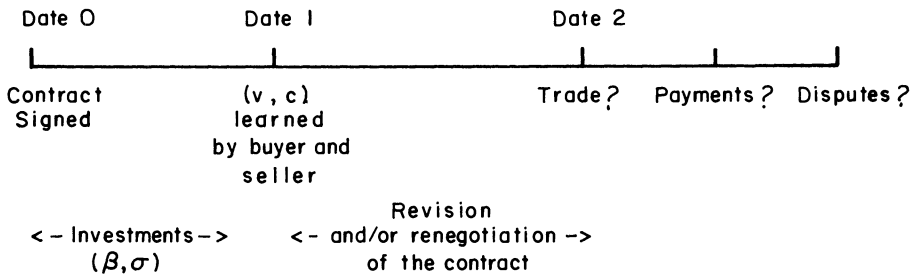 Date 0 Date 1 Date 2
Contract Signed
(v, c) learned by buyer and seller
Trade?
Payments?
Disputes?
<- Investments ->
(β,σ)
Revision
<- and/or renegotiation ->
of the contract